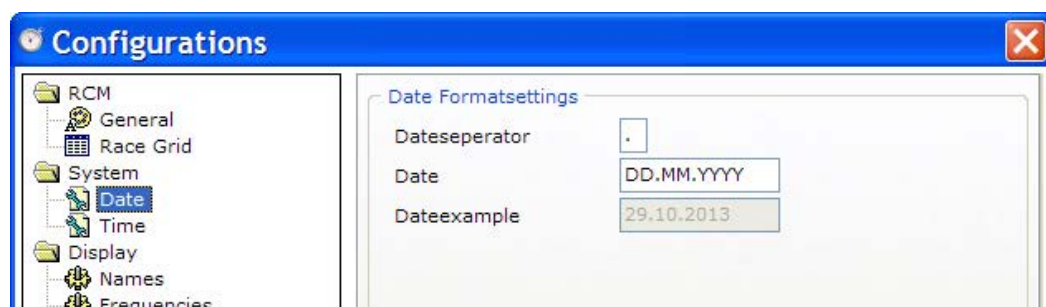 Configurations
RCM
General
Race Grid
System
Date
Time
Display
Names
Frequencies
Date Formatsettings
Dateseperator .
Date DD.MM.YYYY
Dateexample 29.10.2013